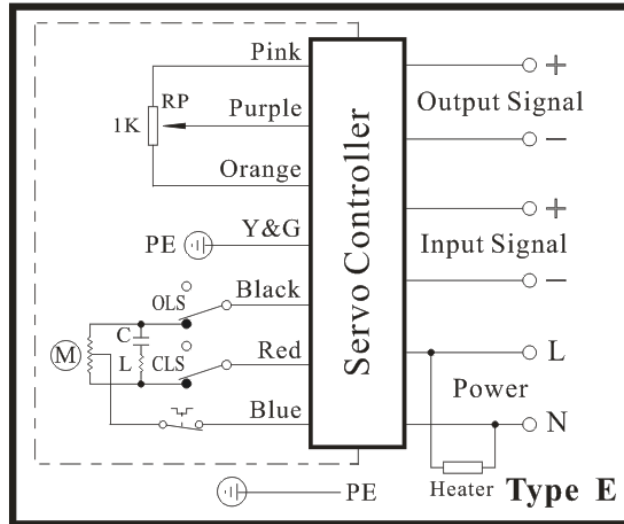 Pink
RP
1K
Purple
Orange
PE
Y&G
OLS
Black
C
M
L
CLS
Red
Blue
PE
Servo Controller
+
Output Signal
−
+
Input Signal
−
L
Power
N
Heater
Type E